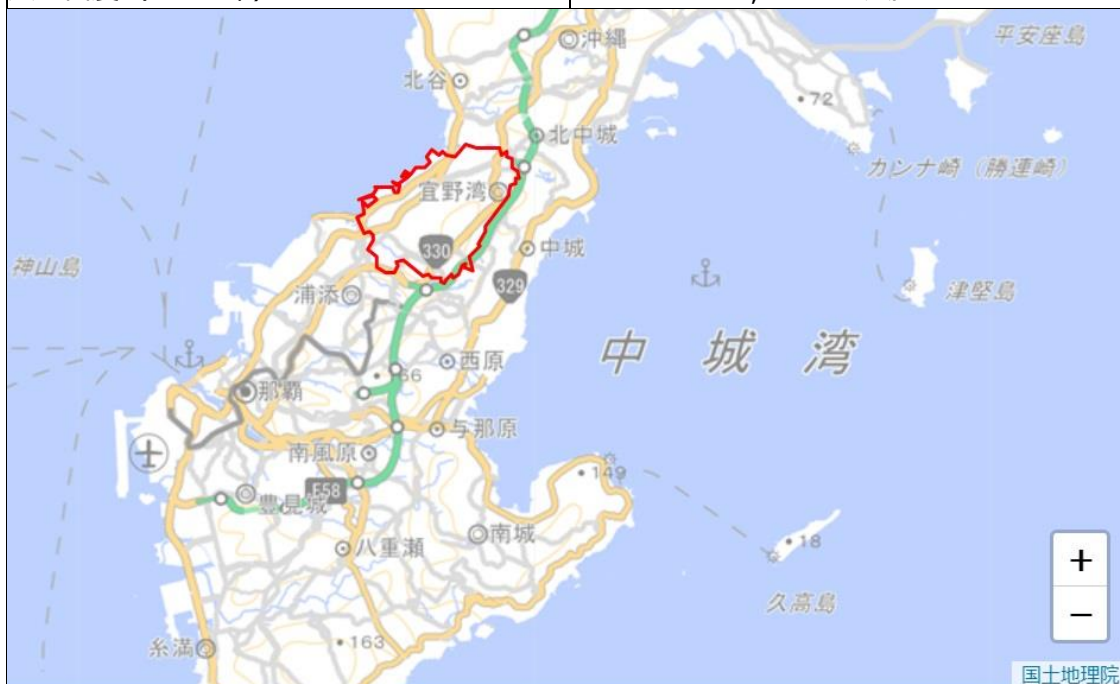 平安座島
沖縄
北谷
72
北中城
カンナ崎（勝連崎）
宜野湾
330
中城
神山島
329
津堅島
浦添
中城湾
西原
66
那覇
与那原
南風原
149
E58
豊見城
南城
18
八重瀬
+
久高島
−
163
糸満
国土地理院